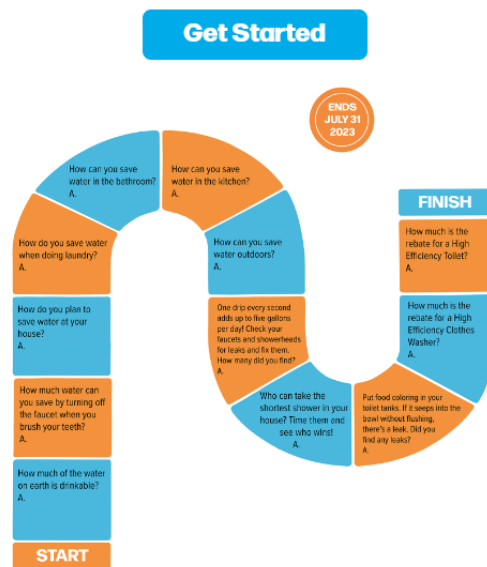 Get Started
ENDS
JULY 31
2023
How can you save
water in the bathroom?
A.
How can you save
water in the kitchen?
A.
FINISH
How do you save water
when doing laundry?
A.
How can you save
water outdoors?
A.
How much is the
rebate for a High
Efficiency Toilet?
A.
How do you plan to
save water at your
house?
A.
One drip every second
adds up to five gallons
per day! Check your
faucets and showerheads
for leaks and fix them.
How many did you find?
A.
How much is the
rebate for a High
Efficiency Clothes
Washer?
A.
How much water can
you save by turning off
the faucet when you
brush your teeth?
A.
Who can take the
shortest shower in your
house? Time them and
see who wins!
A.
Put food coloring in your
toilet tanks. If it seeps into the
bowl without flushing,
there's a leak. Did you
find any leaks?
A.
How much of the water
on earth is drinkable?
A.
START